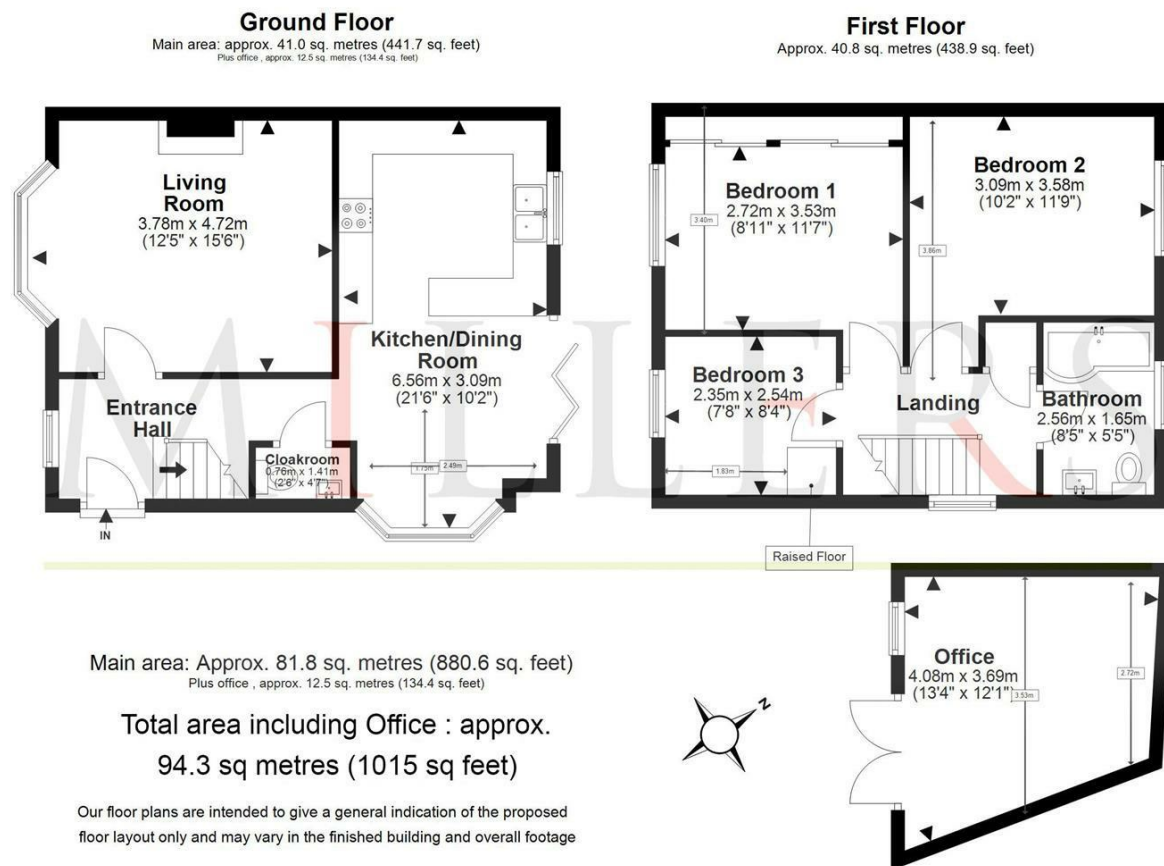 Ground Floor
Main area: approx. 41.0 sq. metres (441.7 sq. feet)
Plus office , approx. 12.5 sq. metres (134.4 sq. feet)
First Floor
Approx. 40.8 sq. metres (438.9 sq. feet)
Living
Room
3.78m x 4.72m
(12'5" x 15'6")
Kitchen/Dining
Room
6.56m x 3.09m
(21'6" x 10'2")
Entrance
Hall
Cloakroom
0.76m x 1.41m
(2'6" x 4'7")
1.75m
2.49m
IN
Bedroom 1
2.72m x 3.53m
(8'11" x 11'7")
3.40m
Bedroom 2
3.09m x 3.58m
(10'2" x 11'9")
3.86m
Bedroom 3
2.35m x 2.54m
(7'8" x 8'4")
1.83m
Landing
Bathroom
2.56m x 1.65m
(8'5" x 5'5")
Raised Floor
MILLERS
Office
4.08m x 3.69m
(13'4" x 12'1")
3.53m
2.72m
Main area: Approx. 81.8 sq. metres (880.6 sq. feet)
Plus office , approx. 12.5 sq. metres (134.4 sq. feet)
Total area including Office : approx.
94.3 sq metres (1015 sq feet)
N
Our floor plans are intended to give a general indication of the proposed
floor layout only and may vary in the finished building and overall footage